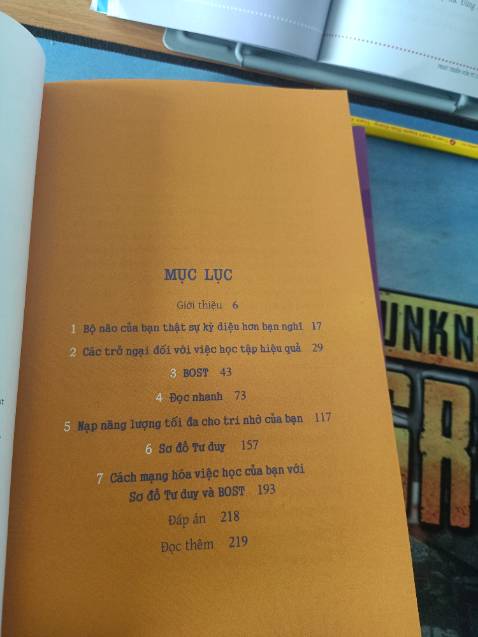 MỤC LỤC
Giới thiệu 6
1 Bộ não của bạn thật sự kỳ diệu hơn bạn nghĩ 17
2 Các trở ngại đối với việc học tập hiệu quả 29
3 BOST 43
4 Đọc nhanh 73
5 Nạp năng lượng tối đa cho trí nhớ của bạn 117
6 Sơ đồ Tư duy 157
7 Cách mạng hóa việc học của bạn với
Sơ đồ Tư duy và BOST 193
Đáp án 218
Đọc thêm 219
UNKN